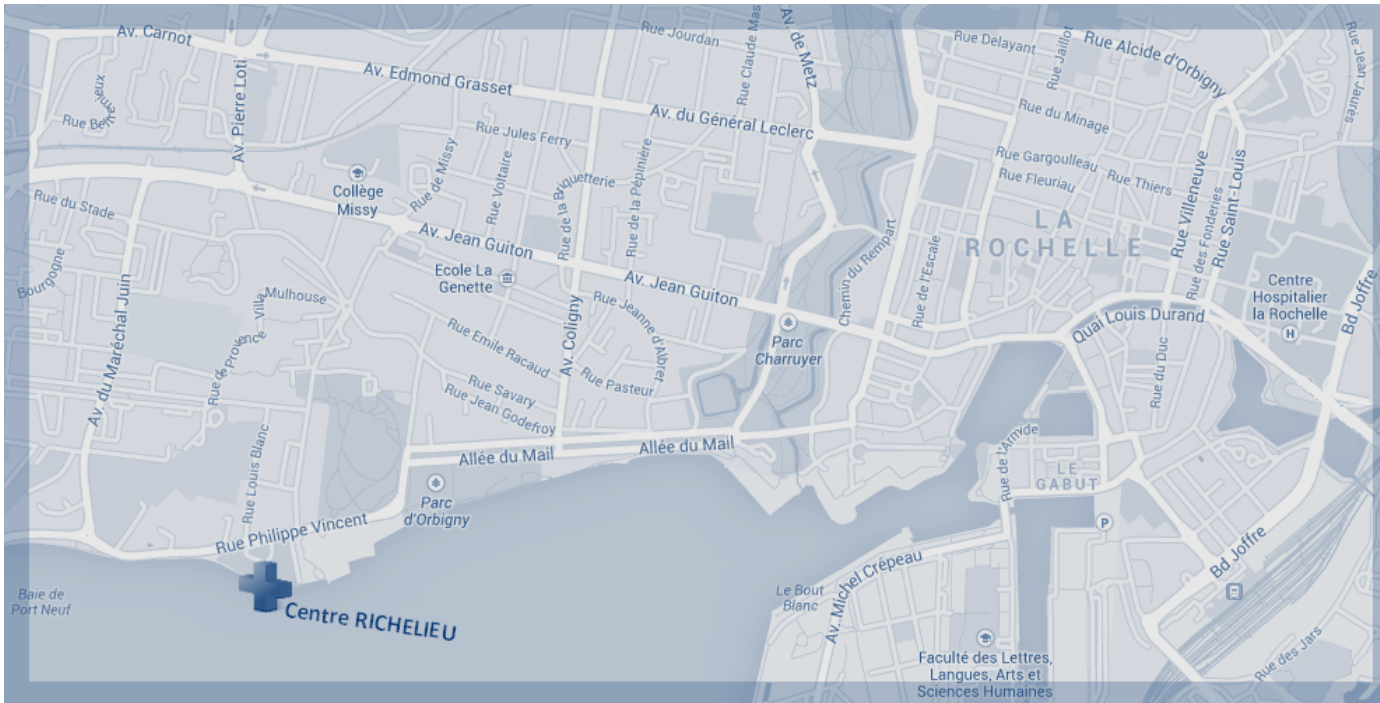 Av. Carnot
Av. Edmond Grasset
Rue Jourdan
Rue Claude Mas
Av. de Metz
Rue Delayant
Rue Jaillot
Rue Alcide d'Orbigny
Rue Jean Jaurès
Av. Pierre Loti
Av. du Général Leclerc
Rue du Minage
Rue Jules Ferry
Rue Gargoulleau
Rue Thiers
Rue Fleuriau
Rue Villeneuve
Rue des Fonderies
Rue Saint-Louis
Collège
Missy
Rue de Missy
Rue Voltaire
Rue de la Briquetterie
Rue de la Pépinière
Rue du Stade
LA
ROCHELLE
Av. Jean Guiton
Av. Jean Guiton
Chemin du Rempart
Rue de l'Escale
Ecole La
Genette
Bourgogne
Centre
Hospitalier
la Rochelle
H
Bd Joffre
Villa
Mulhouse
Rue de Provence
Av. du Maréchal Juin
Rue Jeanne d'Albret
Av. Coligny
Quai Louis Durand
Parc
Charruyer
Rue Emile Racaud
Rue Pasteur
Rue Savary
Rue Jean Godefroy
Rue du Duc
Rue Louis Blanc
Allée du Mail
Allée du Mail
Rue de l'Armide
LE
GABUT
Parc
d'Orbigny
Rue Philippe Vincent
P
Bd Joffre
Av. Michel Crépeau
Le Bout
Blanc
Baie de
Port Neuf
Centre RICHELIEU
Faculté des Lettres,
Langues, Arts et
Sciences Humaines
Rue des Jars